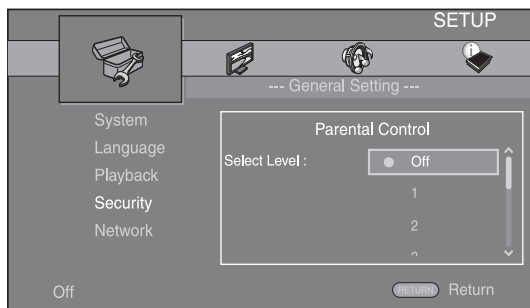 SETUP
--- General Setting ---
System
Language
Playback
Security
Network
Parental Control
Select Level :
Off
1
2
Off
RETURN Return